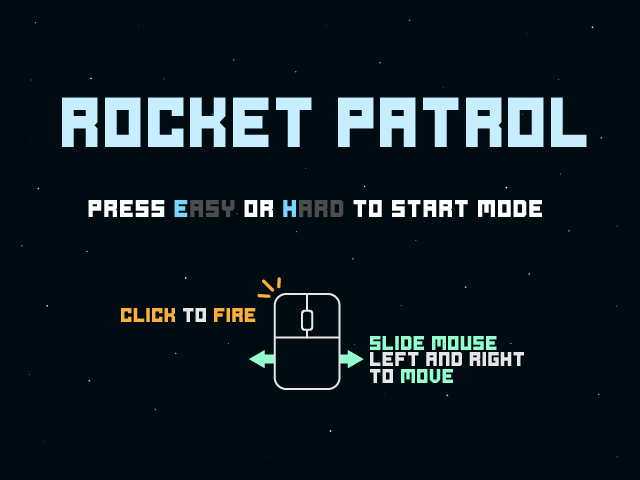 ROCKET PATROL
PRESS EASY OR HARD TO START MODE
CLICK TO FIRE
SLIDE MOUSE
LEFT AND RIGHT
TO MOVE